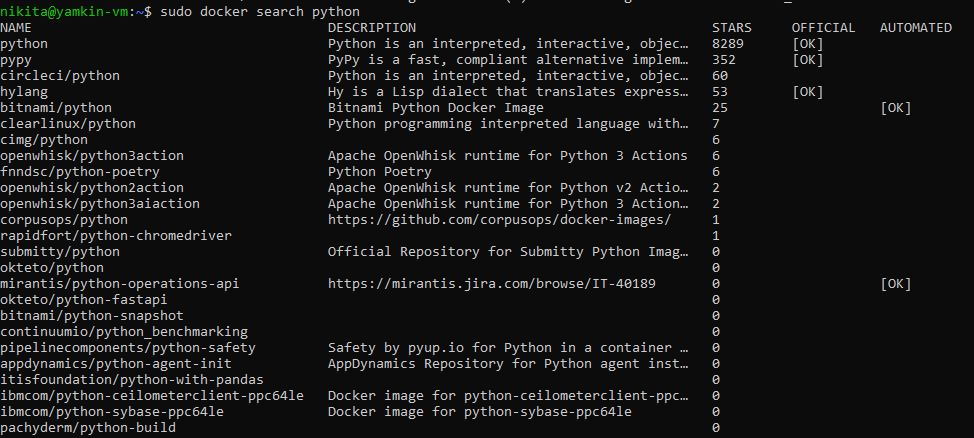 nikita@yamkin-vm:~$ sudo docker search python
NAME DESCRIPTION STARS OFFICIAL AUTOMATED
python Python is an interpreted, interactive, objec… 8289 [OK]
pypy PyPy is a fast, compliant alternative implem… 352 [OK]
circleci/python Python is an interpreted, interactive, objec… 60
hylang Hy is a Lisp dialect that translates express… 53 [OK]
bitnami/python Bitnami Python Docker Image 25 [OK]
clearlinux/python Python programming interpreted language with… 7
cimg/python 6
openwhisk/python3action Apache OpenWhisk runtime for Python 3 Actions 6
fnndsc/python-poetry Python Poetry 6
openwhisk/python2action Apache OpenWhisk runtime for Python v2 Actio… 2
openwhisk/python3aiaction Apache OpenWhisk runtime for Python 3 Action… 2
corpusops/python https://github.com/corpusops/docker-images/ 1
rapidfort/python-chromedriver 1
submitty/python Official Repository for Submitty Python Imag… 0
okteto/python 0
mirantis/python-operations-api https://mirantis.jira.com/browse/IT-40189 0 [OK]
okteto/python-fastapi 0
bitnami/python-snapshot 0
continuumio/python_benchmarking 0
pipelinecomponents/python-safety Safety by pyup.io for Python in a container … 0
appdynamics/python-agent-init AppDynamics Repository for Python agent inst… 0
itisfoundation/python-with-pandas 0
ibmcom/python-ceilometerclient-ppc64le Docker image for python-ceilometerclient-ppc… 0
ibmcom/python-sybase-ppc64le Docker image for python-sybase-ppc64le 0
pachyderm/python-build 0